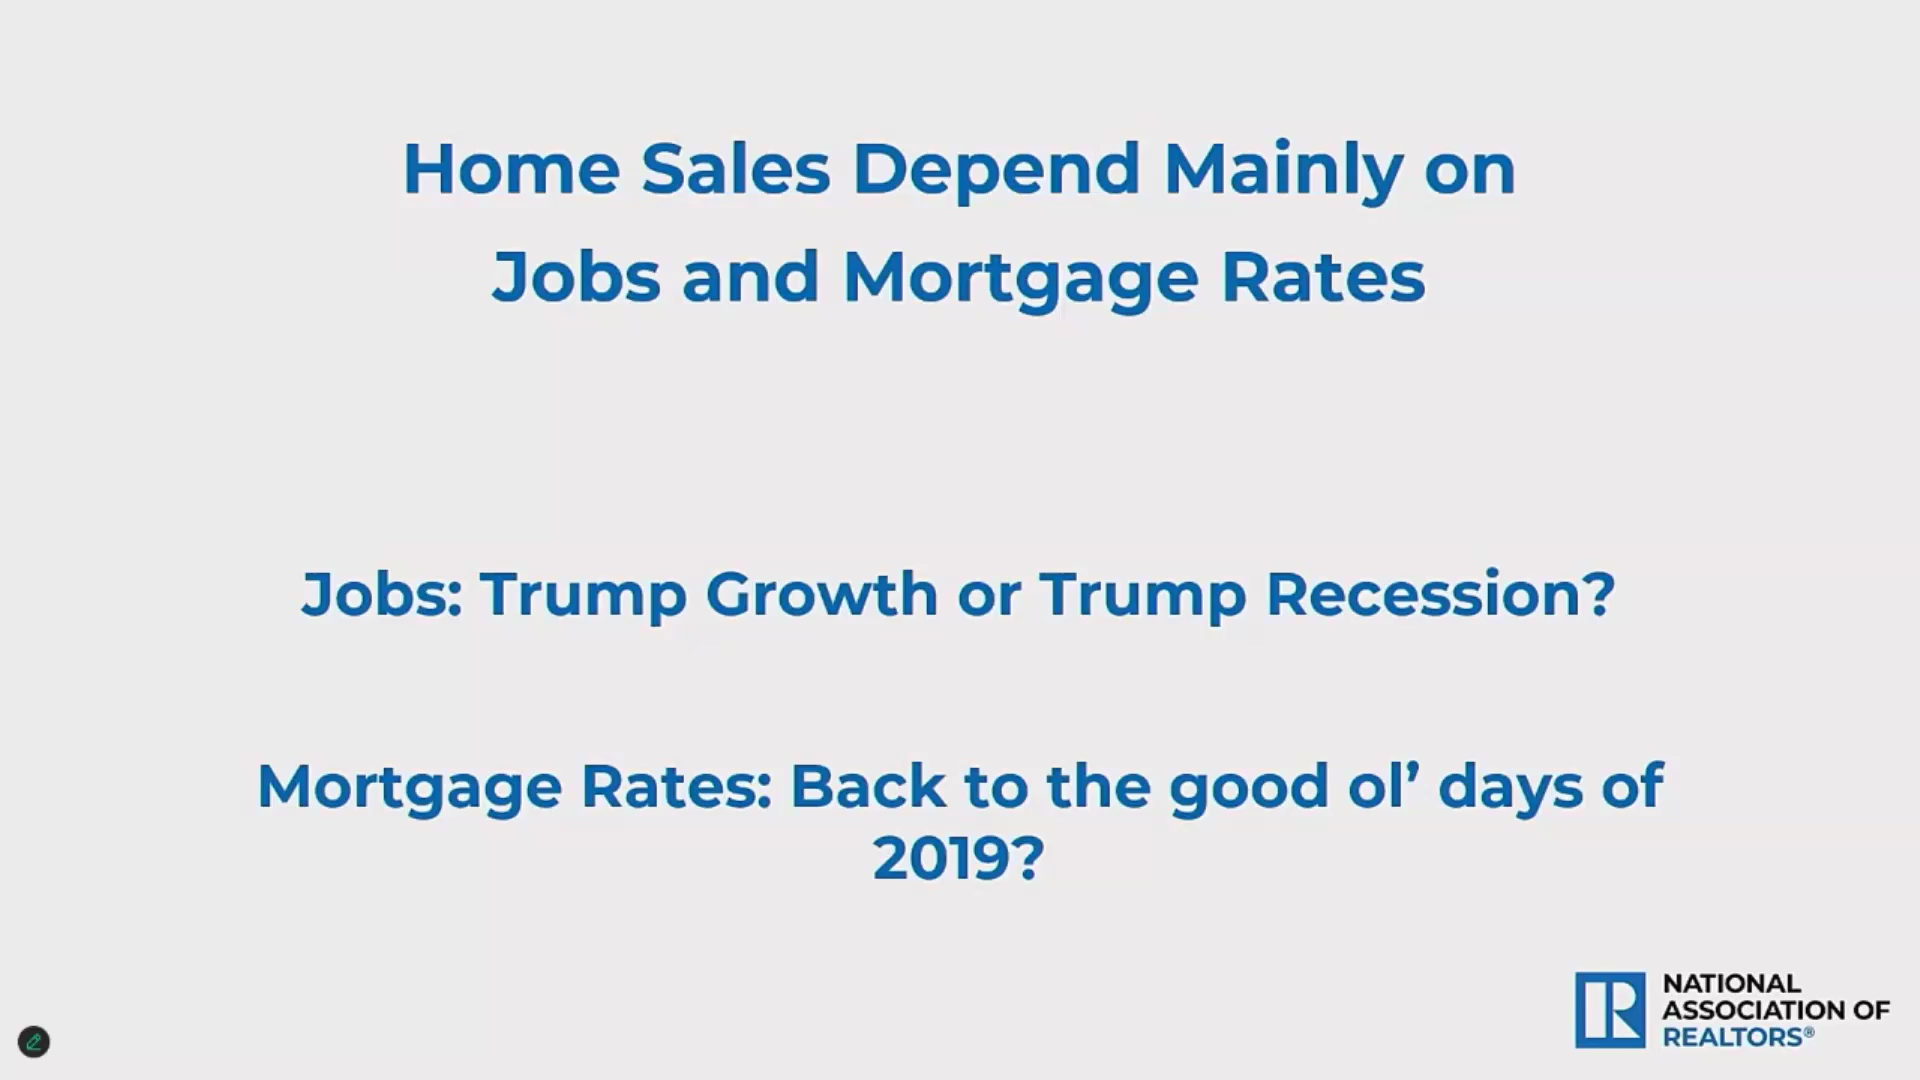 Home Sales Depend Mainly on
Jobs and Mortgage Rates
Jobs: Trump Growth or Trump Recession?
Mortgage Rates: Back to the good ol’ days of
2019?
NATIONAL
ASSOCIATION OF
REALTORS®